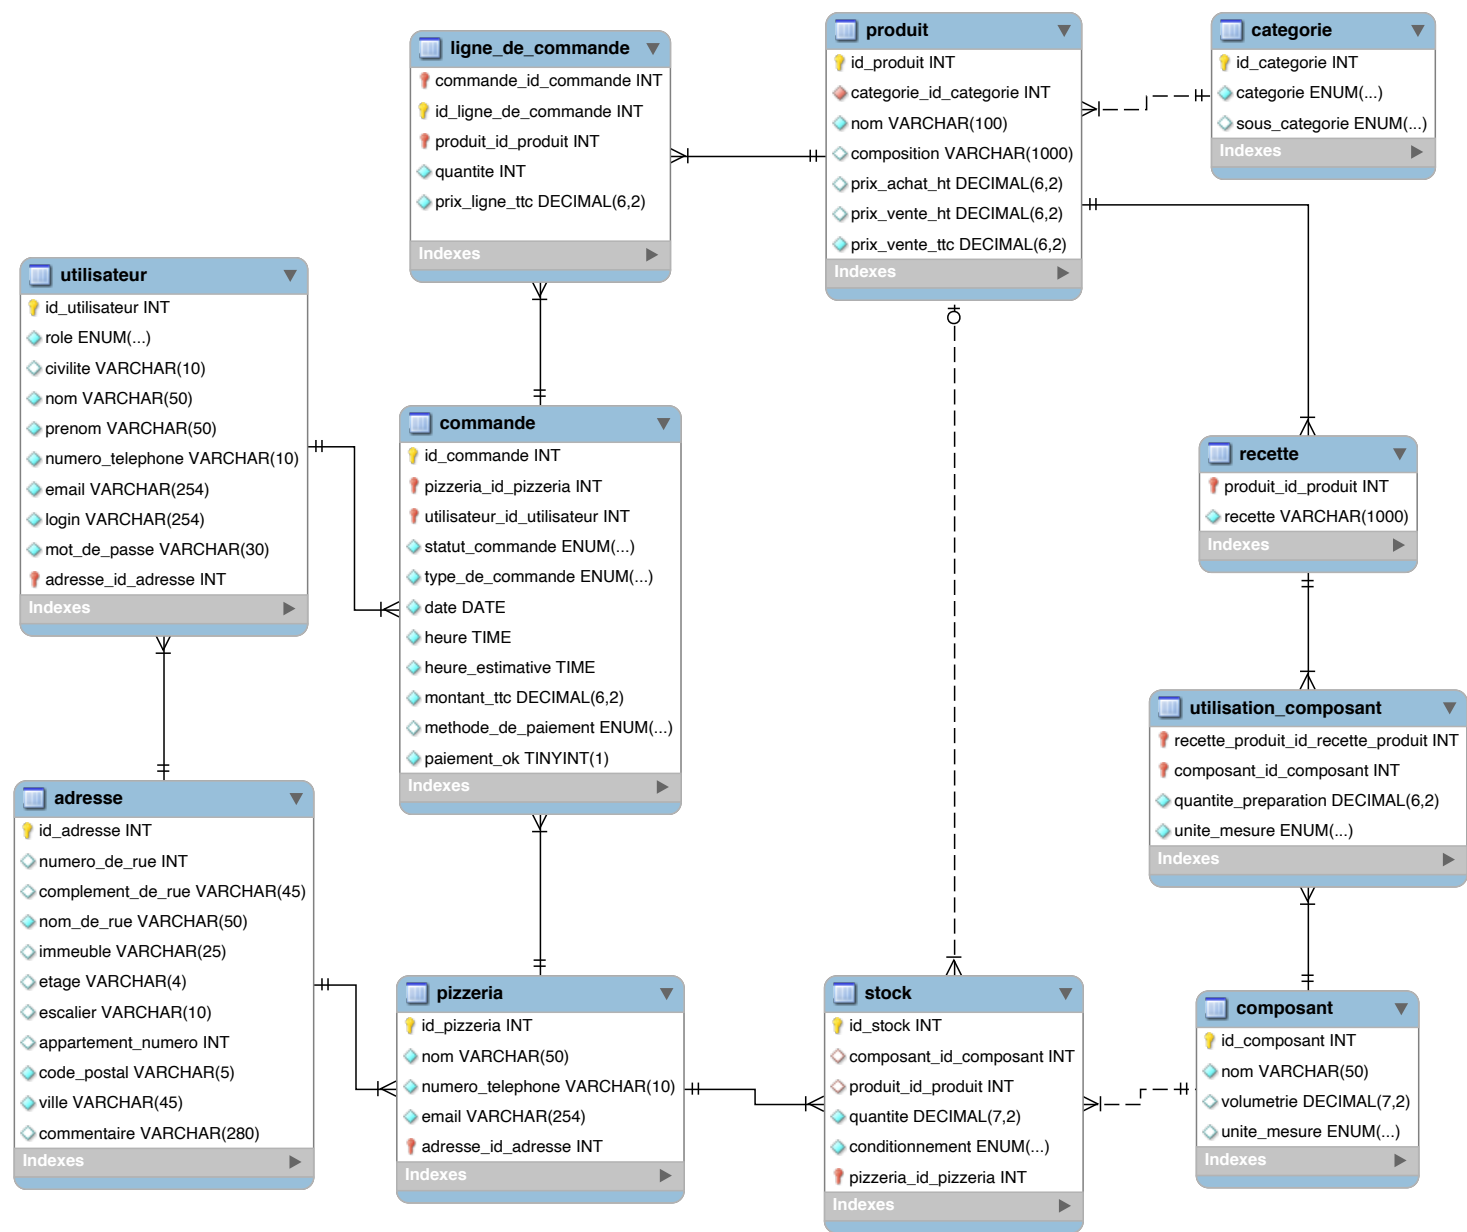 ligne_de_commande
commande_id_commande INT
id_ligne_de_commande INT
produit_id_produit INT
quantite INT
prix_ligne_ttc DECIMAL(6,2)
Indexes
produit
id_produit INT
categorie_id_categorie INT
nom VARCHAR(100)
composition VARCHAR(1000)
prix_achat_ht DECIMAL(6,2)
prix_vente_ht DECIMAL(6,2)
prix_vente_ttc DECIMAL(6,2)
Indexes
categorie
id_categorie INT
categorie ENUM(...)
sous_categorie ENUM(...)
Indexes
utilisateur
id_utilisateur INT
role ENUM(...)
civilite VARCHAR(10)
nom VARCHAR(50)
prenom VARCHAR(50)
numero_telephone VARCHAR(10)
email VARCHAR(254)
login VARCHAR(254)
mot_de_passe VARCHAR(30)
adresse_id_adresse INT
Indexes
commande
id_commande INT
pizzeria_id_pizzeria INT
utilisateur_id_utilisateur INT
statut_commande ENUM(...)
type_de_commande ENUM(...)
date DATE
heure TIME
heure_estimative TIME
montant_ttc DECIMAL(6,2)
methode_de_paiement ENUM(...)
paiement_ok TINYINT(1)
Indexes
recette
produit_id_produit INT
recette VARCHAR(1000)
Indexes
utilisation_composant
recette_produit_id_recette_produit INT
composant_id_composant INT
quantite_preparation DECIMAL(6,2)
unite_mesure ENUM(...)
Indexes
adresse
id_adresse INT
numero_de_rue INT
complement_de_rue VARCHAR(45)
nom_de_rue VARCHAR(50)
immeuble VARCHAR(25)
etage VARCHAR(4)
escalier VARCHAR(10)
appartement_numero INT
code_postal VARCHAR(5)
ville VARCHAR(45)
commentaire VARCHAR(280)
Indexes
pizzeria
id_pizzeria INT
nom VARCHAR(50)
numero_telephone VARCHAR(10)
email VARCHAR(254)
adresse_id_adresse INT
Indexes
stock
id_stock INT
composant_id_composant INT
produit_id_produit INT
quantite DECIMAL(7,2)
conditionnement ENUM(...)
pizzeria_id_pizzeria INT
Indexes
composant
id_composant INT
nom VARCHAR(50)
volumetrie DECIMAL(7,2)
unite_mesure ENUM(...)
Indexes